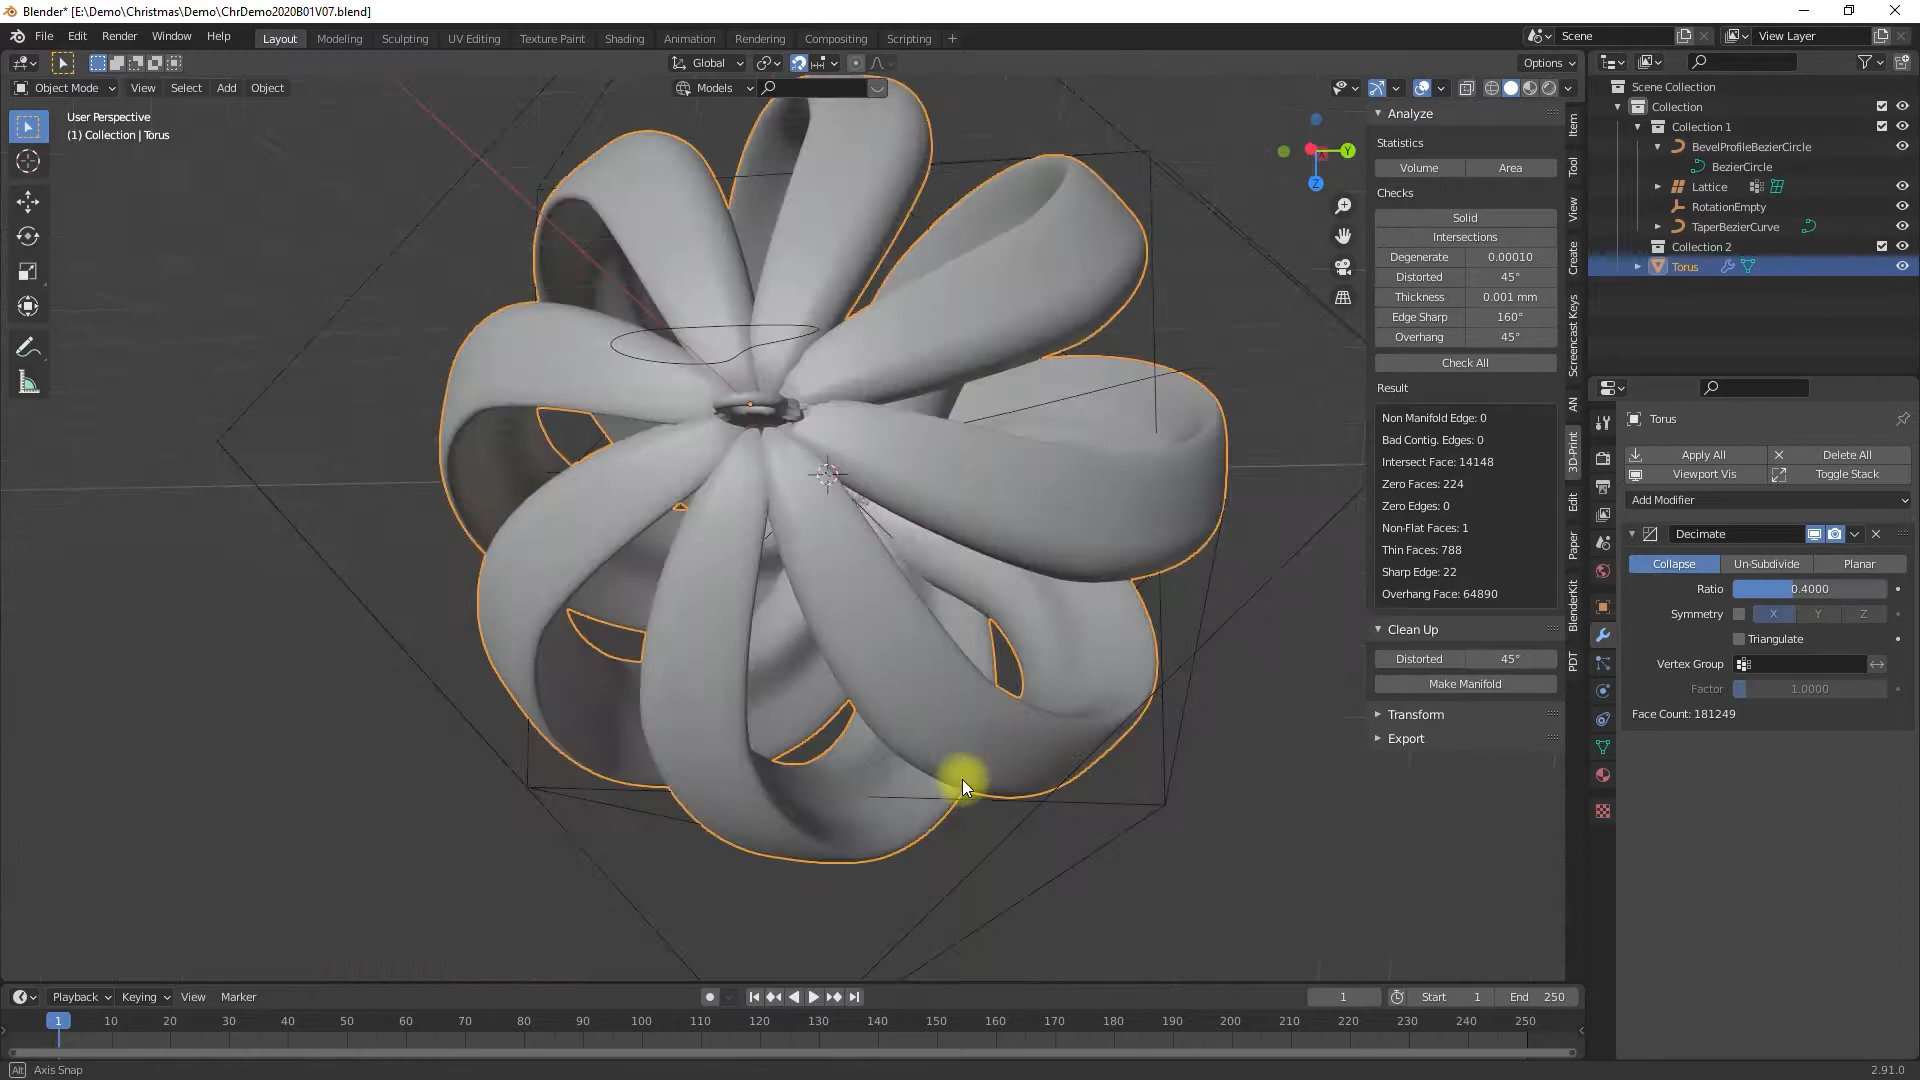 Blender* [E:\Demo\Christmas\Demo\ChrDemo2020B01V07.blend]
File Edit Render Window Help Layout Modeling Sculpting UV Editing Texture Paint Shading Animation Rendering Compositing Scripting + Scene View Layer
Global Options
Object Mode View Select Add Object Models
User Perspective
(1) Collection | Torus
Y
Z
Analyze
Statistics
Volume Area
Checks
Solid
Intersections
Degenerate 0.00010
Distorted 45°
Thickness 0.001 mm
Edge Sharp 160°
Overhang 45°
Check All
Result
Non Manifold Edge: 0
Bad Contig. Edges: 0
Intersect Face: 14148
Zero Faces: 224
Zero Edges: 0
Non-Flat Faces: 1
Thin Faces: 788
Sharp Edge: 22
Overhang Face: 64890
Clean Up
Distorted 45°
Make Manifold
Transform
Export
Item
Tool
View
Create
Screencast Keys
AN
3D-Print
Edit
Paper
BlenderKit
PDT
Scene Collection
Collection
Collection 1
BevelProfileBezierCircle
BezierCircle
Lattice
RotationEmpty
TaperBezierCurve
Collection 2
Torus
Torus
Apply All Delete All
Viewport Vis Toggle Stack
Add Modifier
Decimate
Collapse Un-Subdivide Planar
Ratio 0.4000
Symmetry X Y Z
Triangulate
Vertex Group
Factor 1.0000
Face Count: 181249
Playback Keying View Marker 1 Start 1 End 250
1 10 20 30 40 50 60 70 80 90 100 110 120 130 140 150 160 170 180 190 200 210 220 230 240 250
Alt Axis Snap 2.91.0